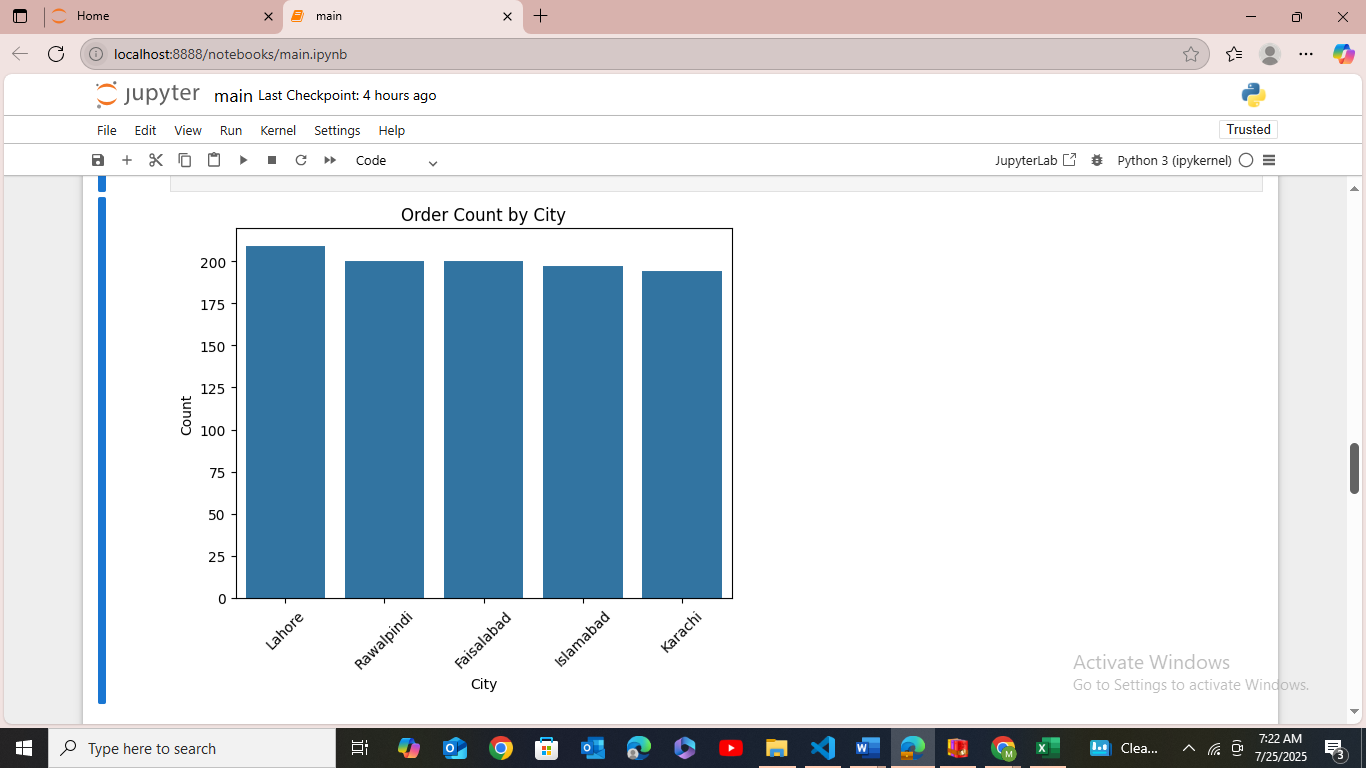 Home
main
localhost:8888/notebooks/main.ipynb
jupyter main Last Checkpoint: 4 hours ago
File Edit View Run Kernel Settings Help
Trusted
Code
JupyterLab
Python 3 (ipykernel)
Order Count by City
200
175
150
125
100
75
50
25
0
Count
Lahore
Rawalpindi
Faisalabad
Islamabad
Karachi
City
Activate Windows
Go to Settings to activate Windows.
Type here to search
Clea...
7:22 AM
7/25/2025
3